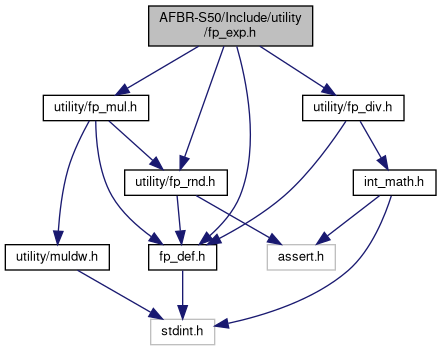 AFBR-S50/Include/utility
/fp_exp.h
utility/fp_mul.h
utility/fp_div.h
utility/fp_rnd.h
int_math.h
utility/muldw.h
fp_def.h
assert.h
stdint.h